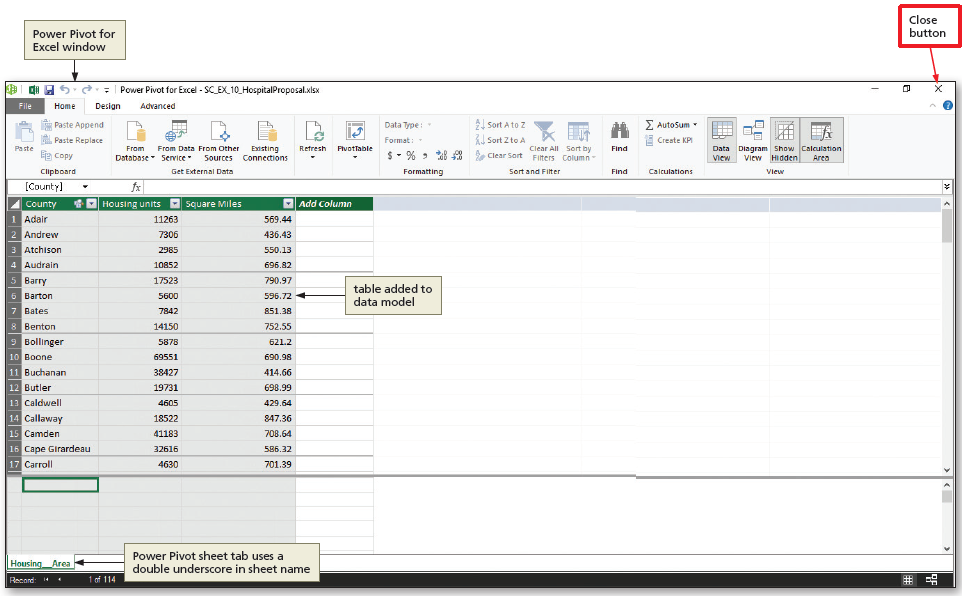 Close
button
Power Pivot for
Excel window
Power Pivot for Excel - SC_EX_10_HospitalProposal.xlsx
File Home Design Advanced
Paste
Paste Append
Paste Replace
Copy
Clipboard
From Database
From Data Service
From Other Sources
Existing Connections
Get External Data
Refresh
PivotTable
Data Type :
Format :
$ % ,
Formatting
Sort A to Z
Sort Z to A
Clear Sort
Clear All Filters
Sort by Column
Sort and Filter
Find
Find
Σ AutoSum
Create KPI
Calculations
Data View
Diagram View
Show Hidden
Calculation Area
View
[County] fx
County Housing units Square Miles Add Column
1 Adair 11263 569.44
2 Andrew 7306 436.43
3 Atchison 2985 550.13
4 Audrain 10852 696.82
5 Barry 17523 790.97
6 Barton 5600 596.72
7 Bates 7842 851.38
8 Benton 14150 752.55
9 Bollinger 5878 621.2
10 Boone 69551 690.98
11 Buchanan 38427 414.66
12 Butler 19731 698.99
13 Caldwell 4605 429.64
14 Callaway 18522 847.36
15 Camden 41183 708.64
16 Cape Girardeau 32616 586.32
17 Carroll 4630 701.39
table added to
data model
Power Pivot sheet tab uses a
double underscore in sheet name
Housing__Area
Record: 1 of 114